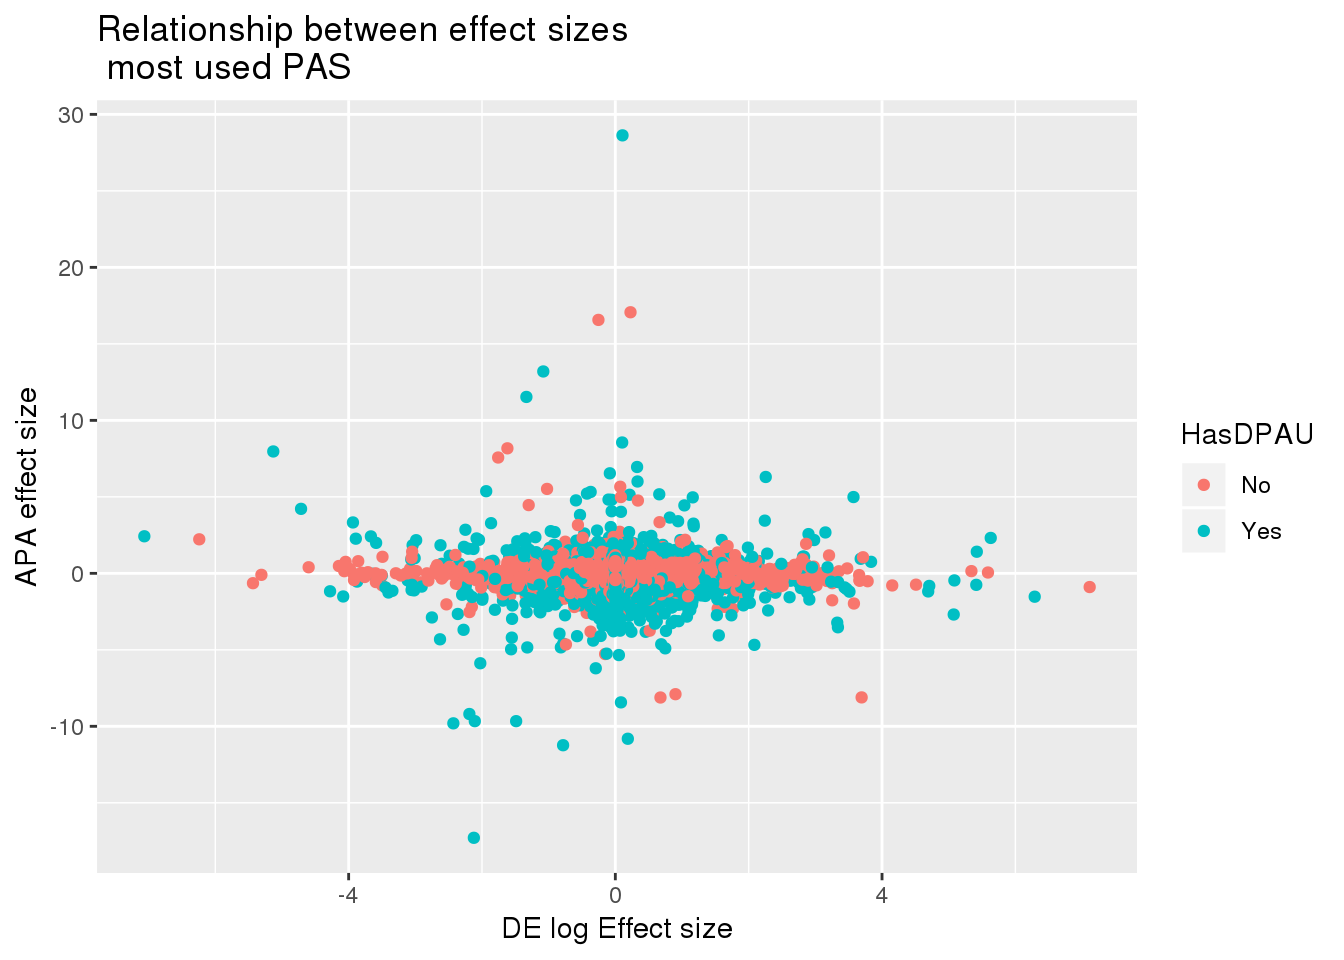 Relationship between effect sizes
most used PAS
30
20
10
0
-10
APA effect size
-4
0
4
DE log Effect size
HasDPAU
No
Yes